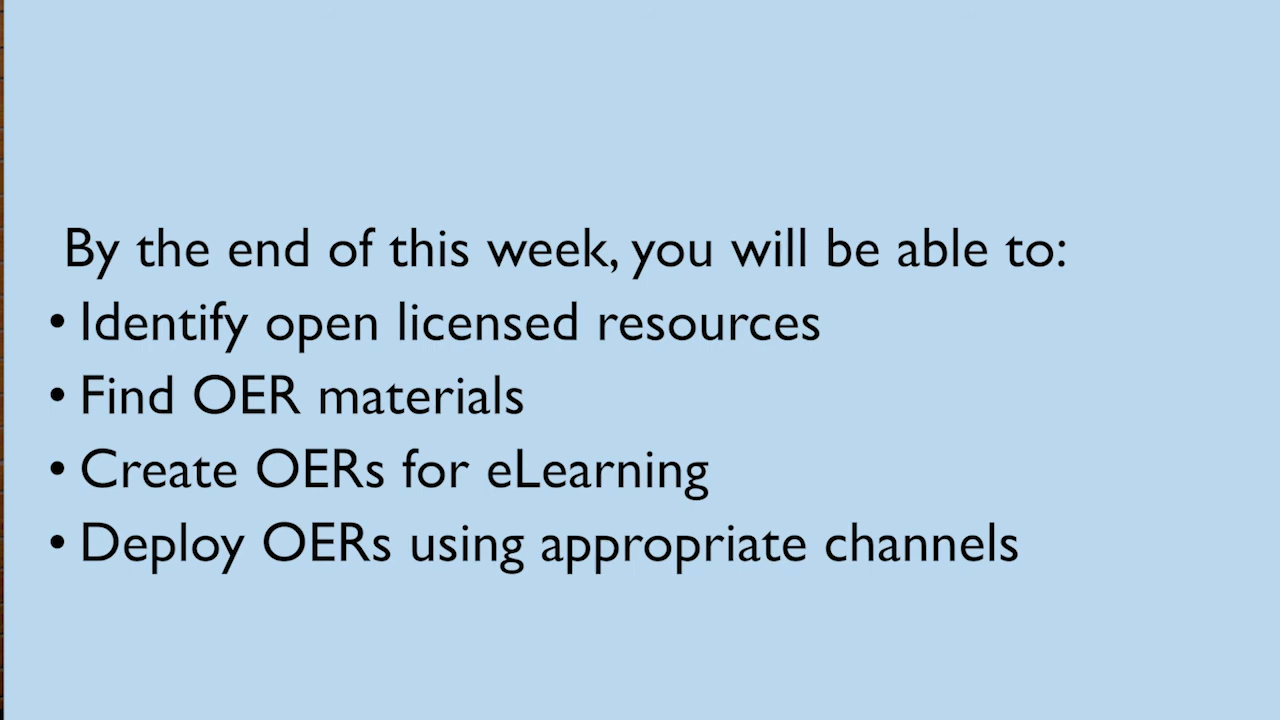 By the end of this week, you will be able to:
• Identify open licensed resources
• Find OER materials
• Create OERs for eLearning
• Deploy OERs using appropriate channels